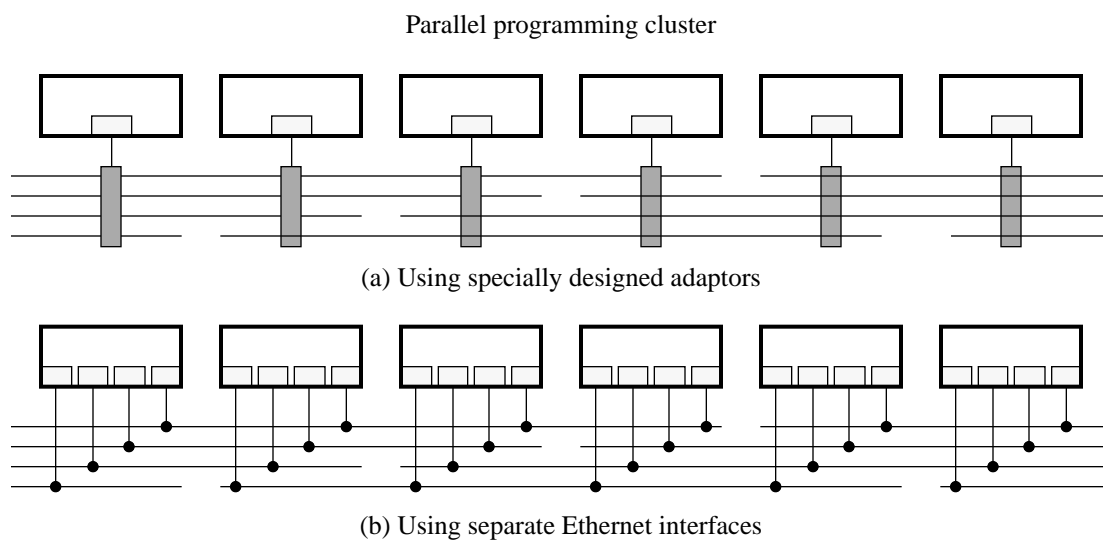 Parallel programming cluster
(a) Using specially designed adaptors
(b) Using separate Ethernet interfaces